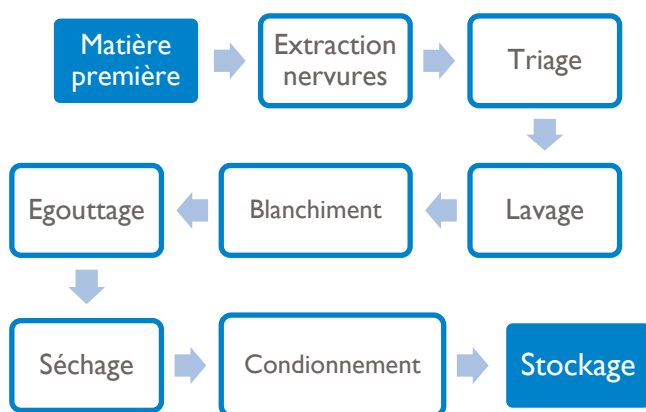 Matière
première
Extraction
nervures
Triage
Lavage
Blanchiment
Egouttage
Séchage
Condionnement
Stockage